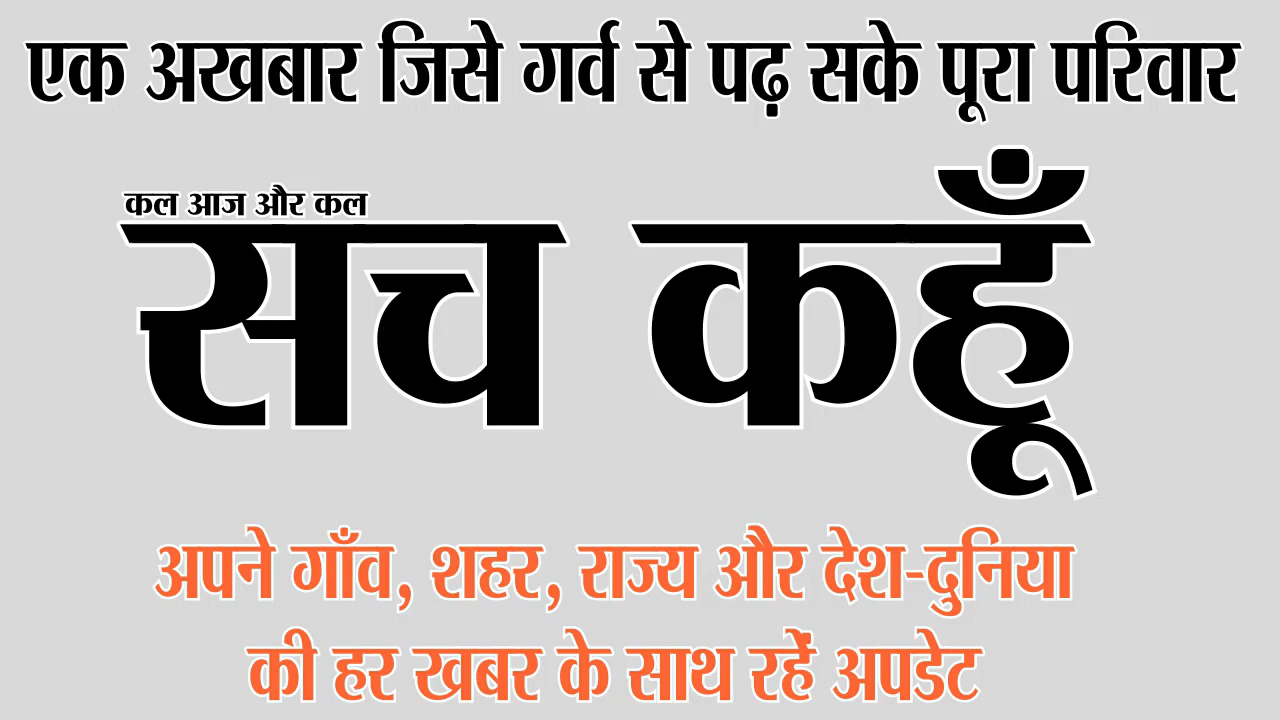 एक अखबार जिसे गर्व से पढ़ सके पूरा परिवार
कल आज और कल
सच कहूँ
अपने गाँव, शहर, राज्य और देश-दुनिया
की हर खबर के साथ रहें अपडेट